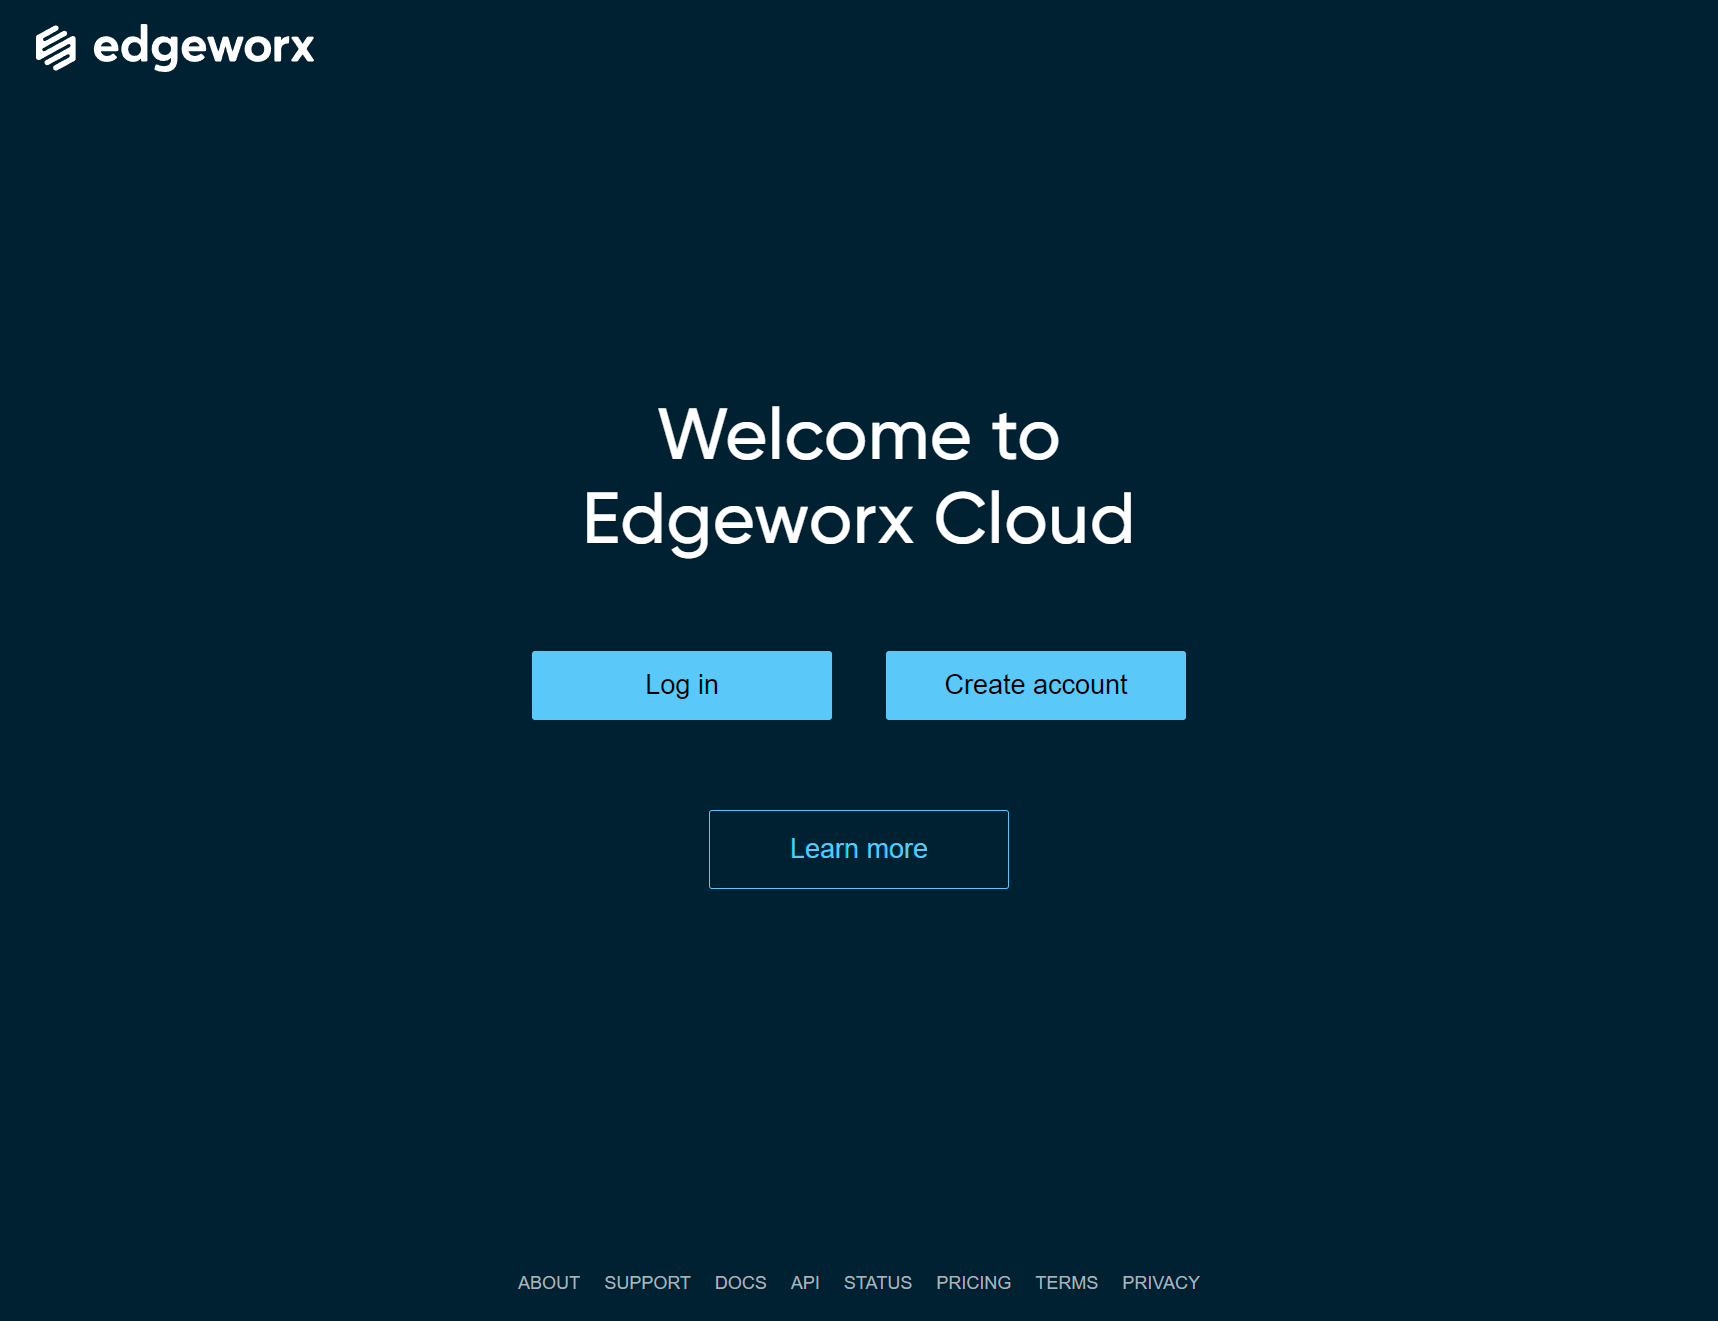 edgeworx
Welcome to
Edgeworx Cloud
Log in
Create account
Learn more
ABOUT SUPPORT DOCS API STATUS PRICING TERMS PRIVACY